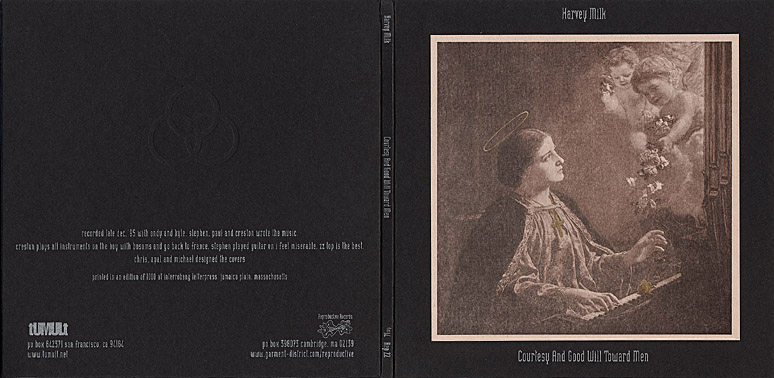 recorded late dec. '95 with andy and kyle. stephen, paul and creston wrote the music
creston plays all instruments on the boy with bosoms and go back to france. stephen played guitar on i feel miserable. zz top is the best.
chris, apal and michael designed the covers
printed in an edition of 1000 at interrobang letterpress, jamaica plain, massachusetts
tUMULt
po box 642371 san francisco, ca 94164
www.tumult.net
Reproductive Records
po box 398073 cambridge, ma 02139
www.garment-district.com/reproductive
Harvey Milk
Courtesy And Good Will Toward Men
Rep 22
Harvey Milk
Courtesy And Good Will Toward Men